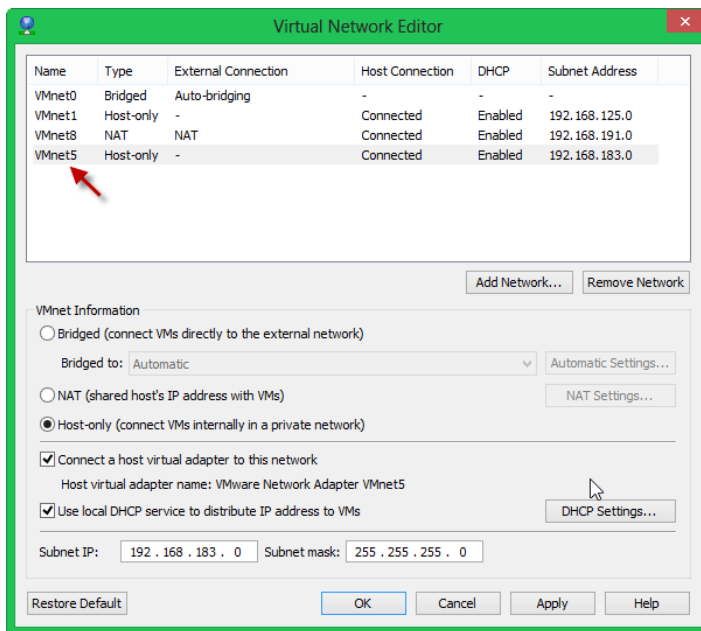 Virtual Network Editor
Name Type External Connection Host Connection DHCP Subnet Address
VMnet0 Bridged Auto-bridging - - -
VMnet1 Host-only - Connected Enabled 192.168.125.0
VMnet8 NAT NAT Connected Enabled 192.168.191.0
VMnet5 Host-only - Connected Enabled 192.168.183.0
Add Network... Remove Network
VMnet Information
Bridged (connect VMs directly to the external network)
Bridged to: Automatic Automatic Settings...
NAT (shared host's IP address with VMs) NAT Settings...
Host-only (connect VMs internally in a private network)
Connect a host virtual adapter to this network
Host virtual adapter name: VMware Network Adapter VMnet5
Use local DHCP service to distribute IP address to VMs DHCP Settings...
Subnet IP: 192 . 168 . 183 . 0 Subnet mask: 255 . 255 . 255 . 0
Restore Default OK Cancel Apply Help